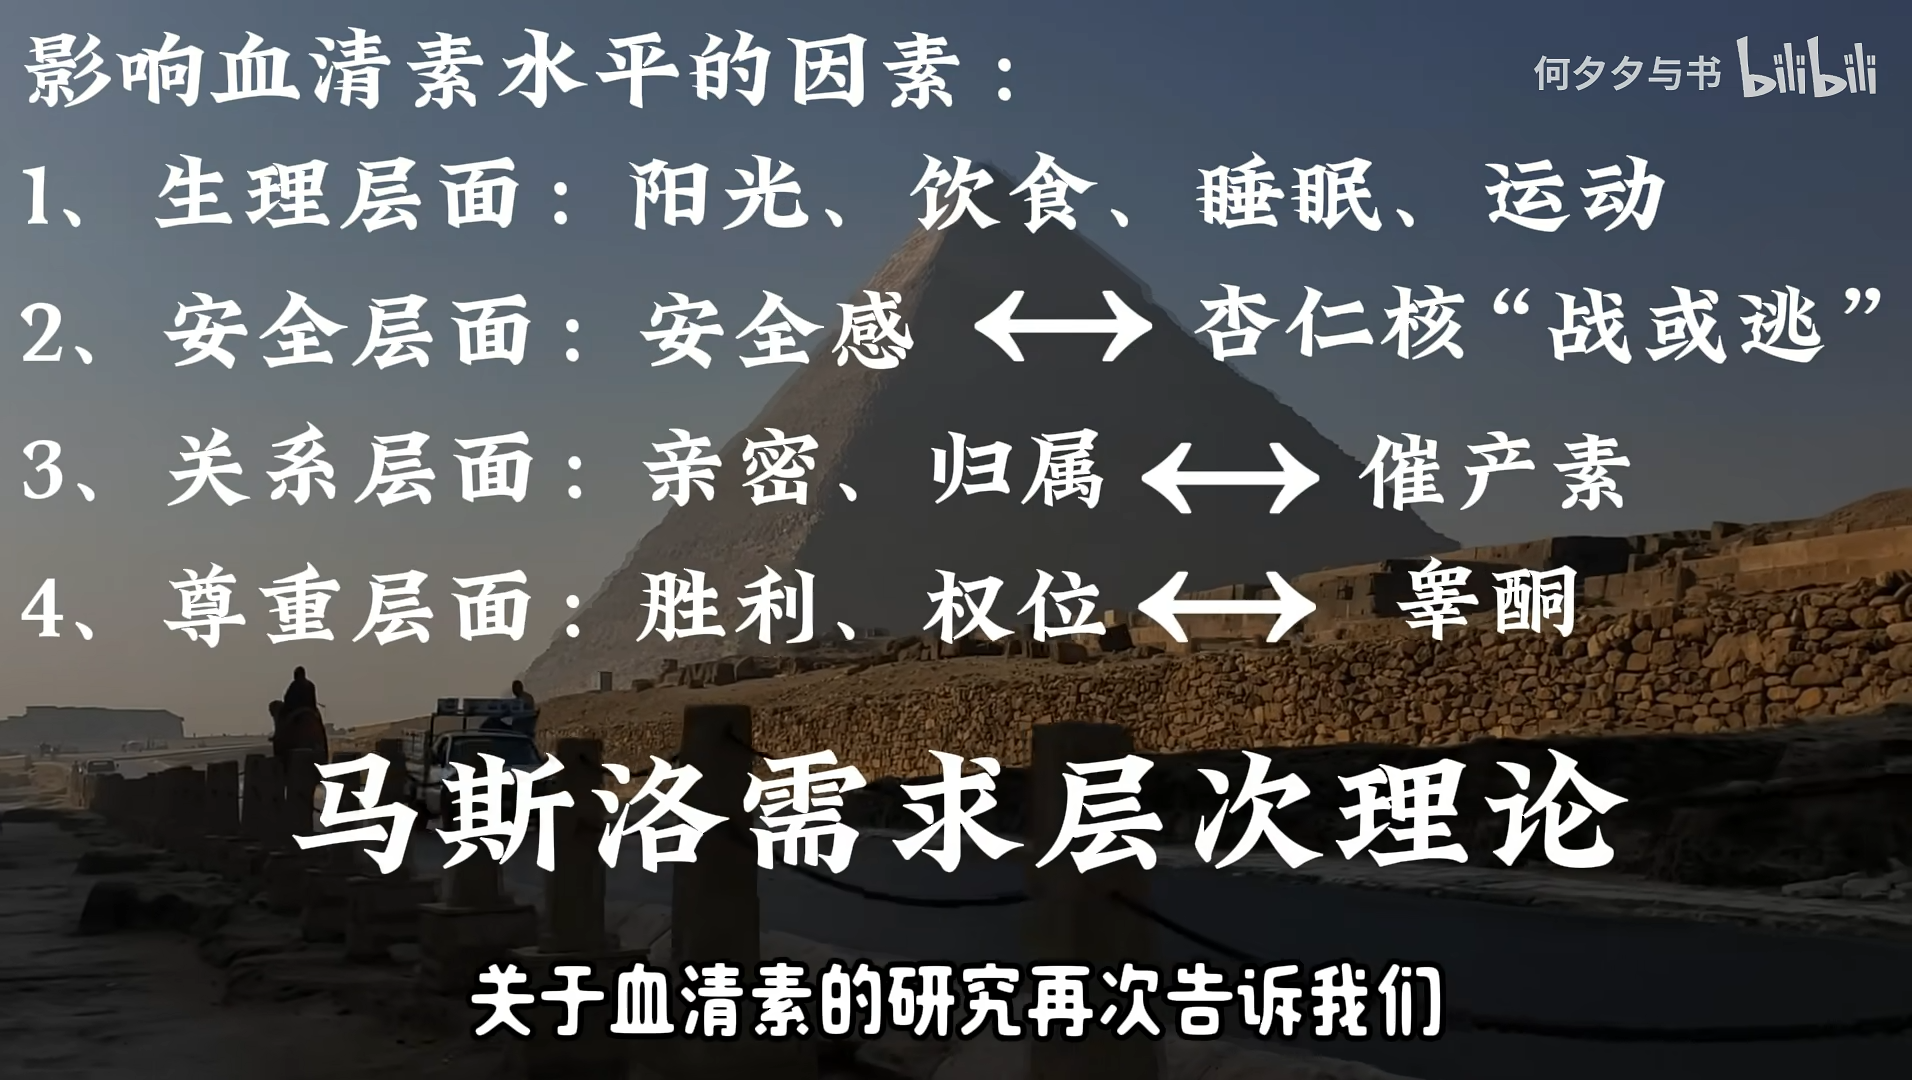 影响血清素水平的因素：
何夕夕与书 bilibili
1、生理层面：阳光、饮食、睡眠、运动
2、安全层面：安全感 ↔ 杏仁核“战或逃”
3、关系层面：亲密、归属 ↔ 催产素
4、尊重层面：胜利、权位 ↔ 睾酮
马斯洛需求层次理论
关于血清素的研究再次告诉我们